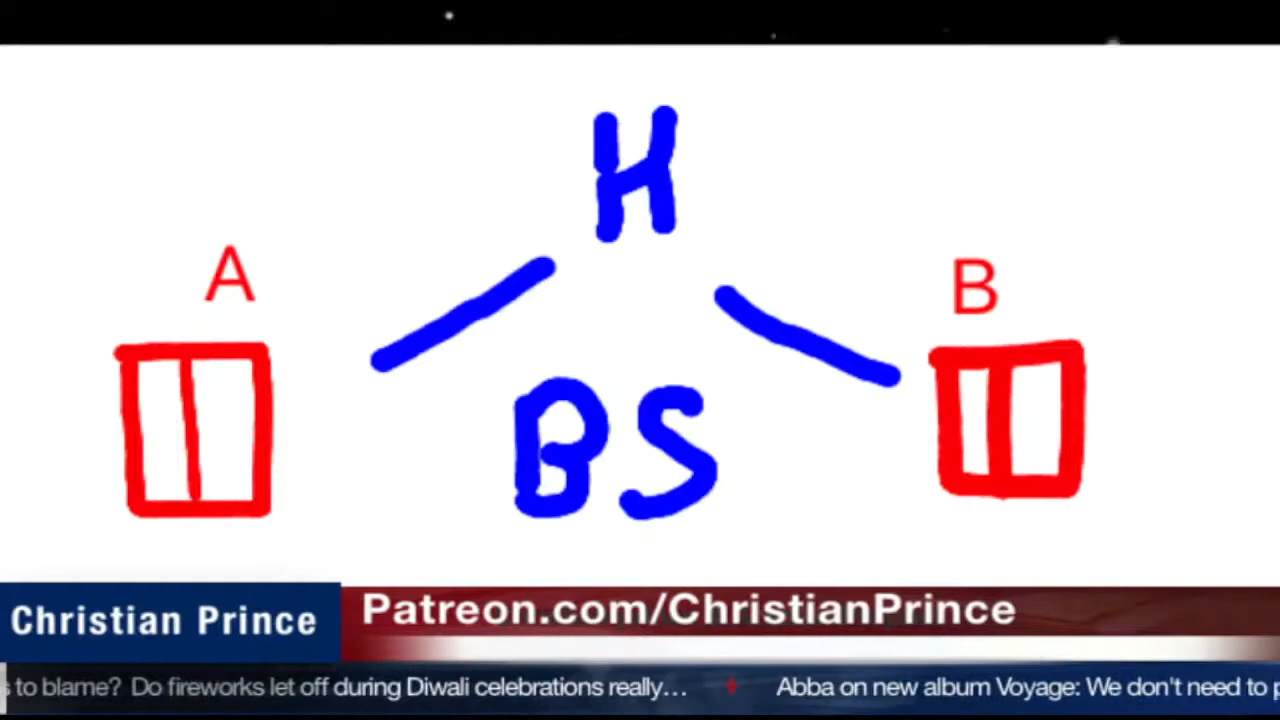 H
A
B
BS
Christian Prince
Patreon.com/ChristianPrince
to blame? Do fireworks let off during Diwali celebrations really... Abba on new album Voyage: We don't need to